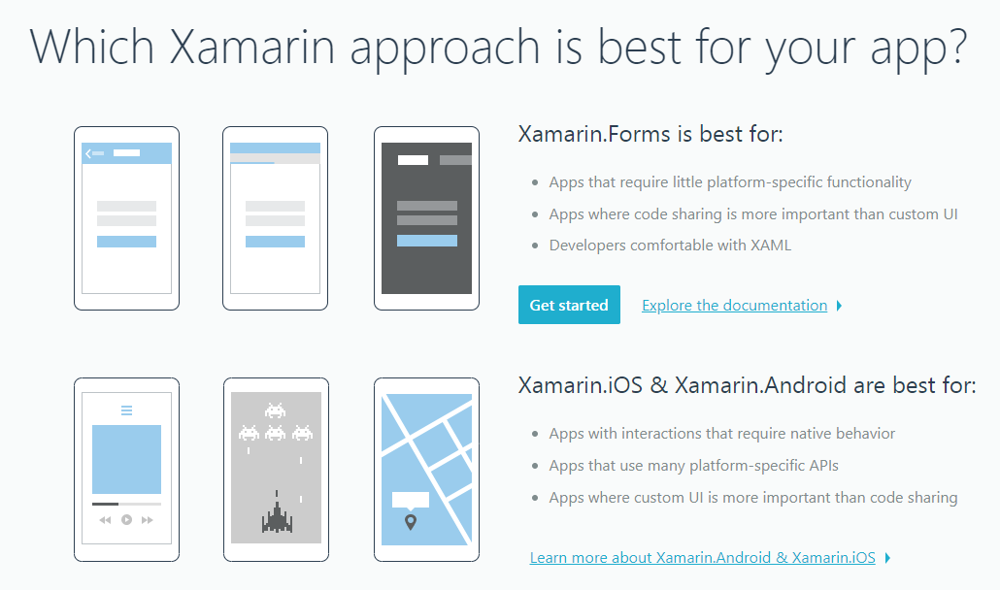 Which Xamarin approach is best for your app?
Xamarin.Forms is best for:
Apps that require little platform-specific functionality
Apps where code sharing is more important than custom UI
Developers comfortable with XAML
Get started
Explore the documentation
Xamarin.iOS & Xamarin.Android are best for:
Apps with interactions that require native behavior
Apps that use many platform-specific APIs
Apps where custom UI is more important than code sharing
Learn more about Xamarin.Android & Xamarin.iOS